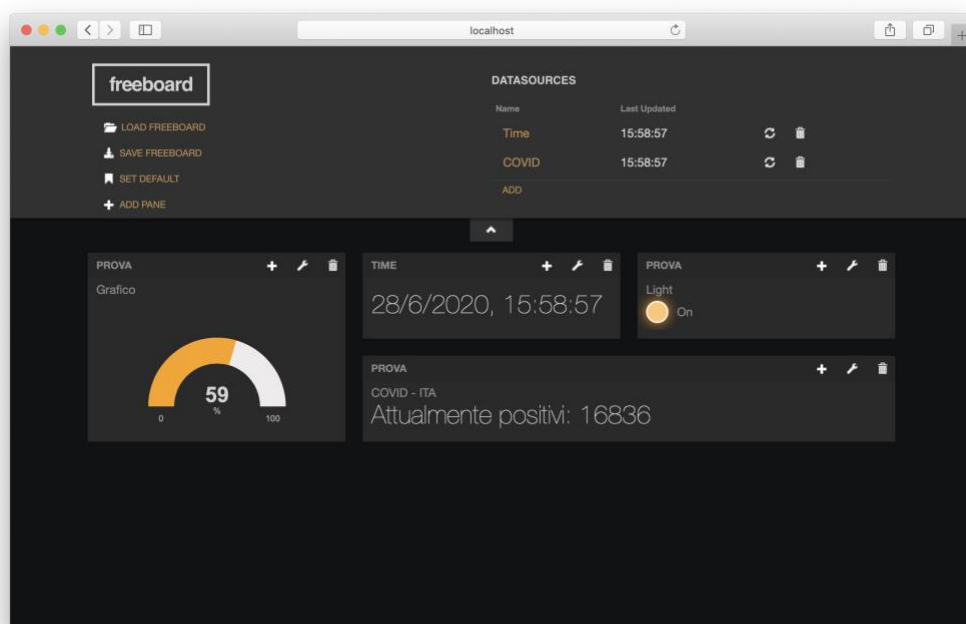 localhost
freeboard
LOAD FREEBOARD
SAVE FREEBOARD
SET DEFAULT
ADD PANE
DATASOURCES
Name Last Updated
Time 15:58:57
COVID 15:58:57
ADD
PROVA
Grafico
59
%
0 100
TIME
28/6/2020, 15:58:57
PROVA
Light
On
PROVA
COVID - ITA
Attualmente positivi: 16836